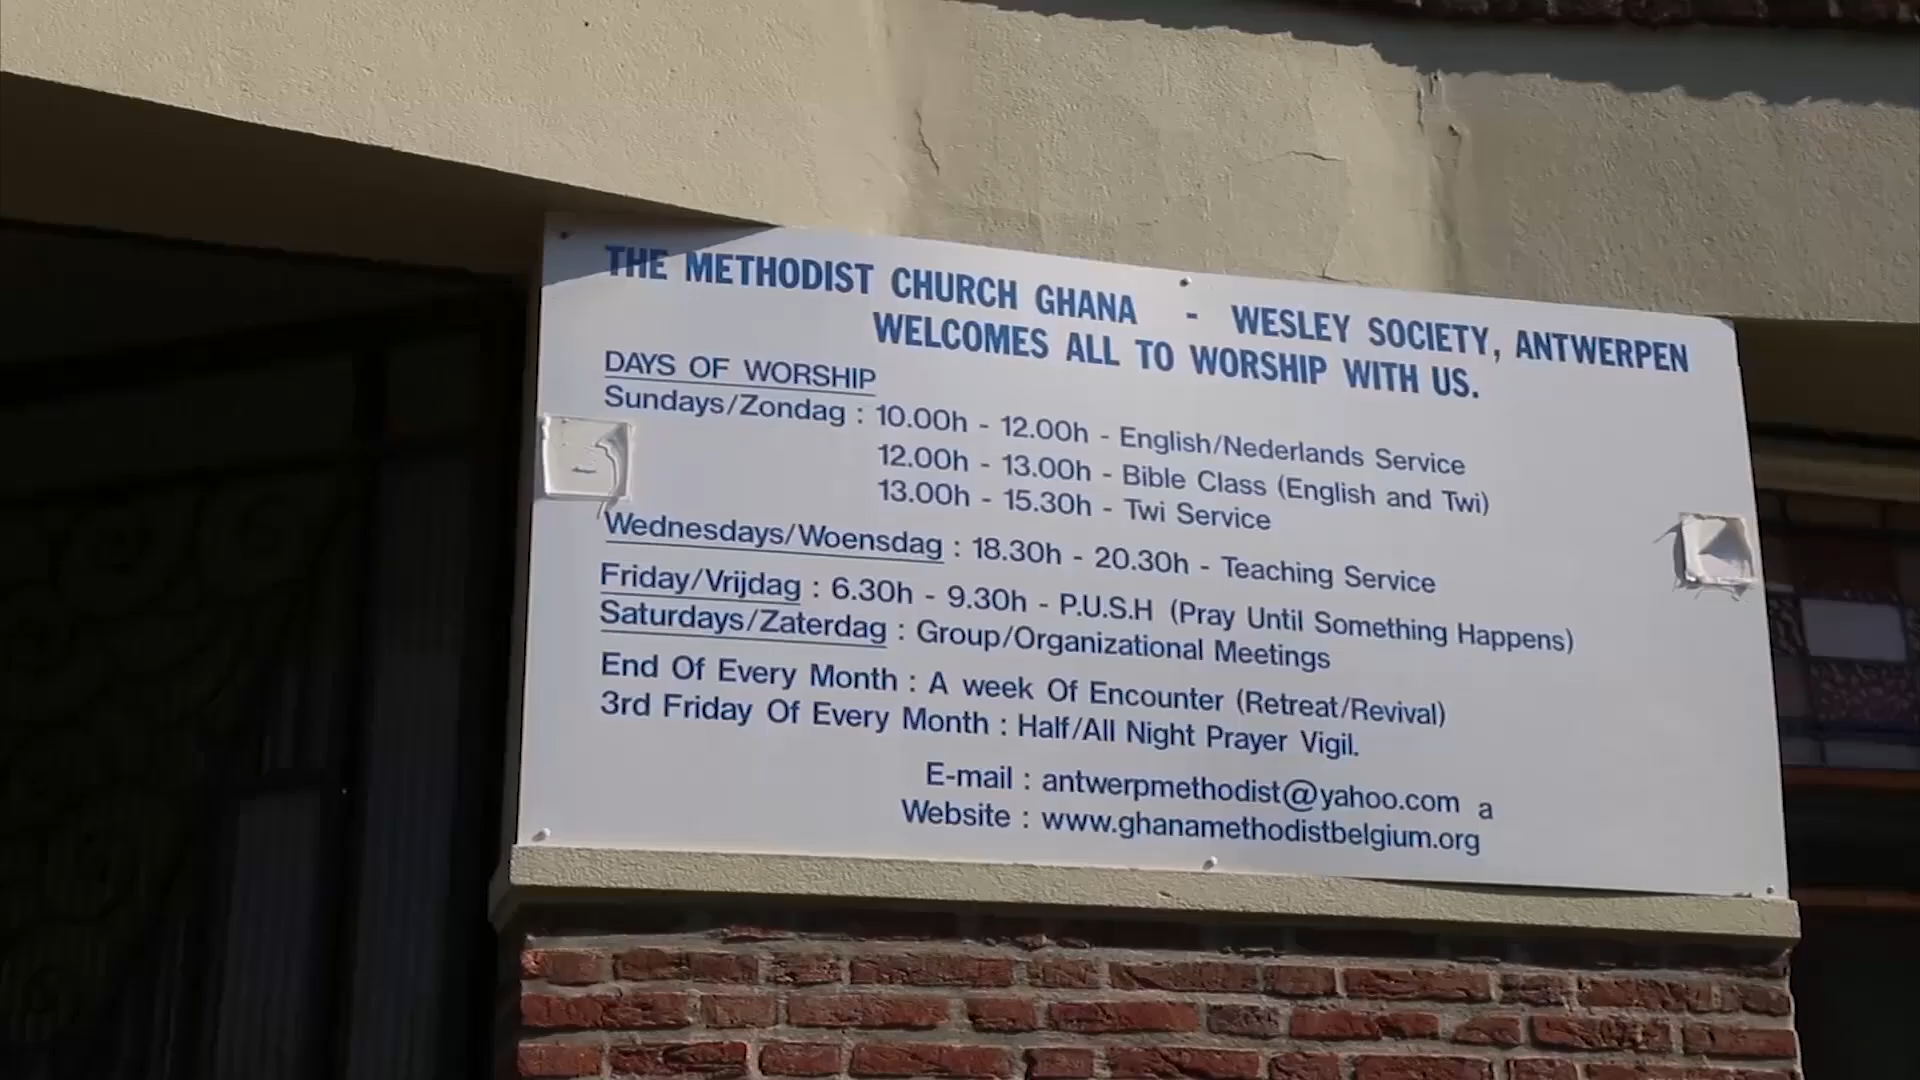 THE METHODIST CHURCH GHANA - WESLEY SOCIETY, ANTWERPEN
WELCOMES ALL TO WORSHIP WITH US.
DAYS OF WORSHIP
Sundays/Zondag : 10.00h - 12.00h - English/Nederlands Service
12.00h - 13.00h - Bible Class (English and Twi)
13.00h - 15.30h - Twi Service
Wednesdays/Woensdag : 18.30h - 20.30h - Teaching Service
Friday/Vrijdag : 6.30h - 9.30h - P.U.S.H (Pray Until Something Happens)
Saturdays/Zaterdag : Group/Organizational Meetings
End Of Every Month : A week Of Encounter (Retreat/Revival)
3rd Friday Of Every Month : Half/All Night Prayer Vigil.
E-mail : antwerpmethodist@yahoo.com a
Website : www.ghanamethodistbelgium.org